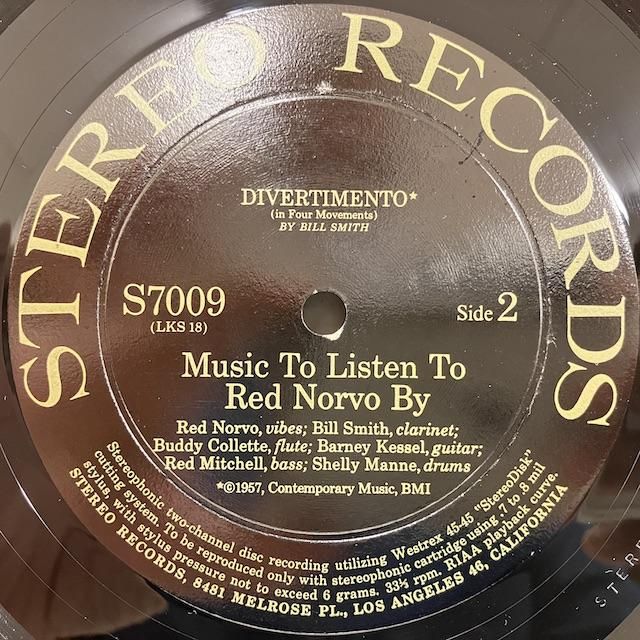 STEREO RECORDS
DIVERTIMENTO*
(in Four Movements)
BY BILL SMITH
S7009
(LKS 18)
Side 2
Music To Listen To
Red Norvo By
Red Norvo, vibes; Bill Smith, clarinet;
Buddy Collette, flute; Barney Kessel, guitar;
Red Mitchell, bass; Shelly Manne, drums
*©1957, Contemporary Music, BMI
Stereophonic two-channel disc recording utilizing Westrex 45-45 "StereoDisk"
cutting system. To be reproduced only with stereophonic cartridge using .7 to .8 mil
stylus, with stylus pressure not to exceed 6 grams. 33⅓ rpm. RIAA playback curve.
STEREO RECORDS, 8481 MELROSE PL., LOS ANGELES 46, CALIFORNIA